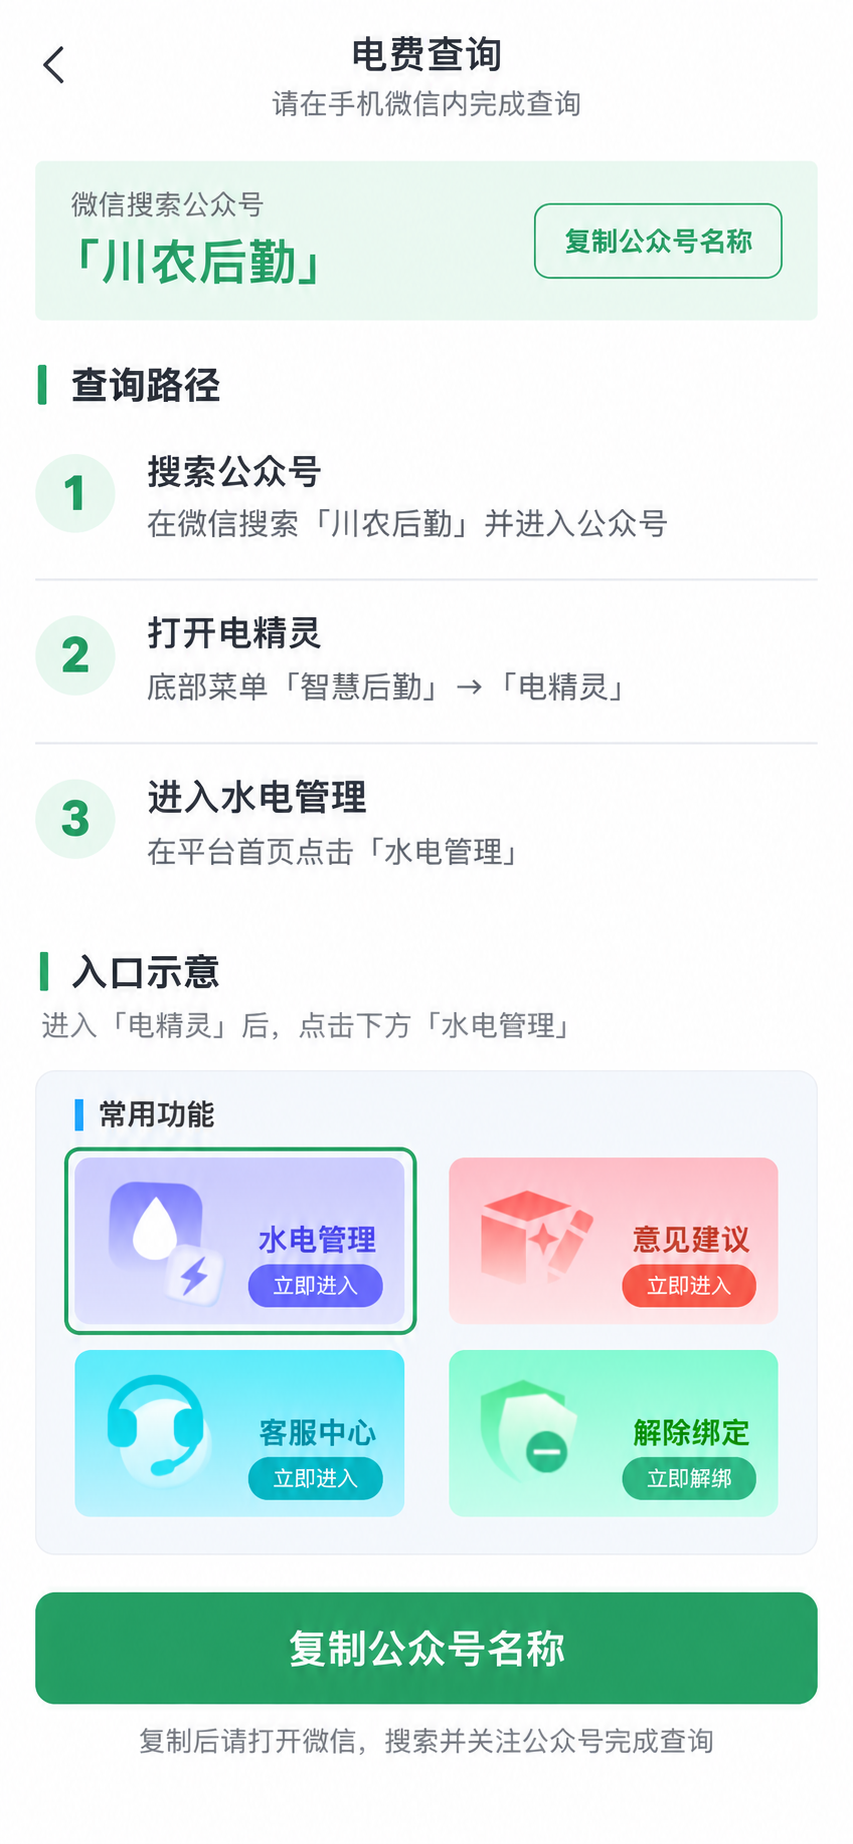 电费查询
请在手机微信内完成查询
微信搜索公众号
「川农后勤」
复制公众号名称
查询路径
1
搜索公众号
在微信搜索「川农后勤」并进入公众号
2
打开电精灵
底部菜单「智慧后勤」→「电精灵」
3
进入水电管理
在平台首页点击「水电管理」
入口示意
进入「电精灵」后，点击下方「水电管理」
常用功能
水电管理
立即进入
意见建议
立即进入
客服中心
立即进入
解除绑定
立即解绑
复制公众号名称
复制后请打开微信，搜索并关注公众号完成查询